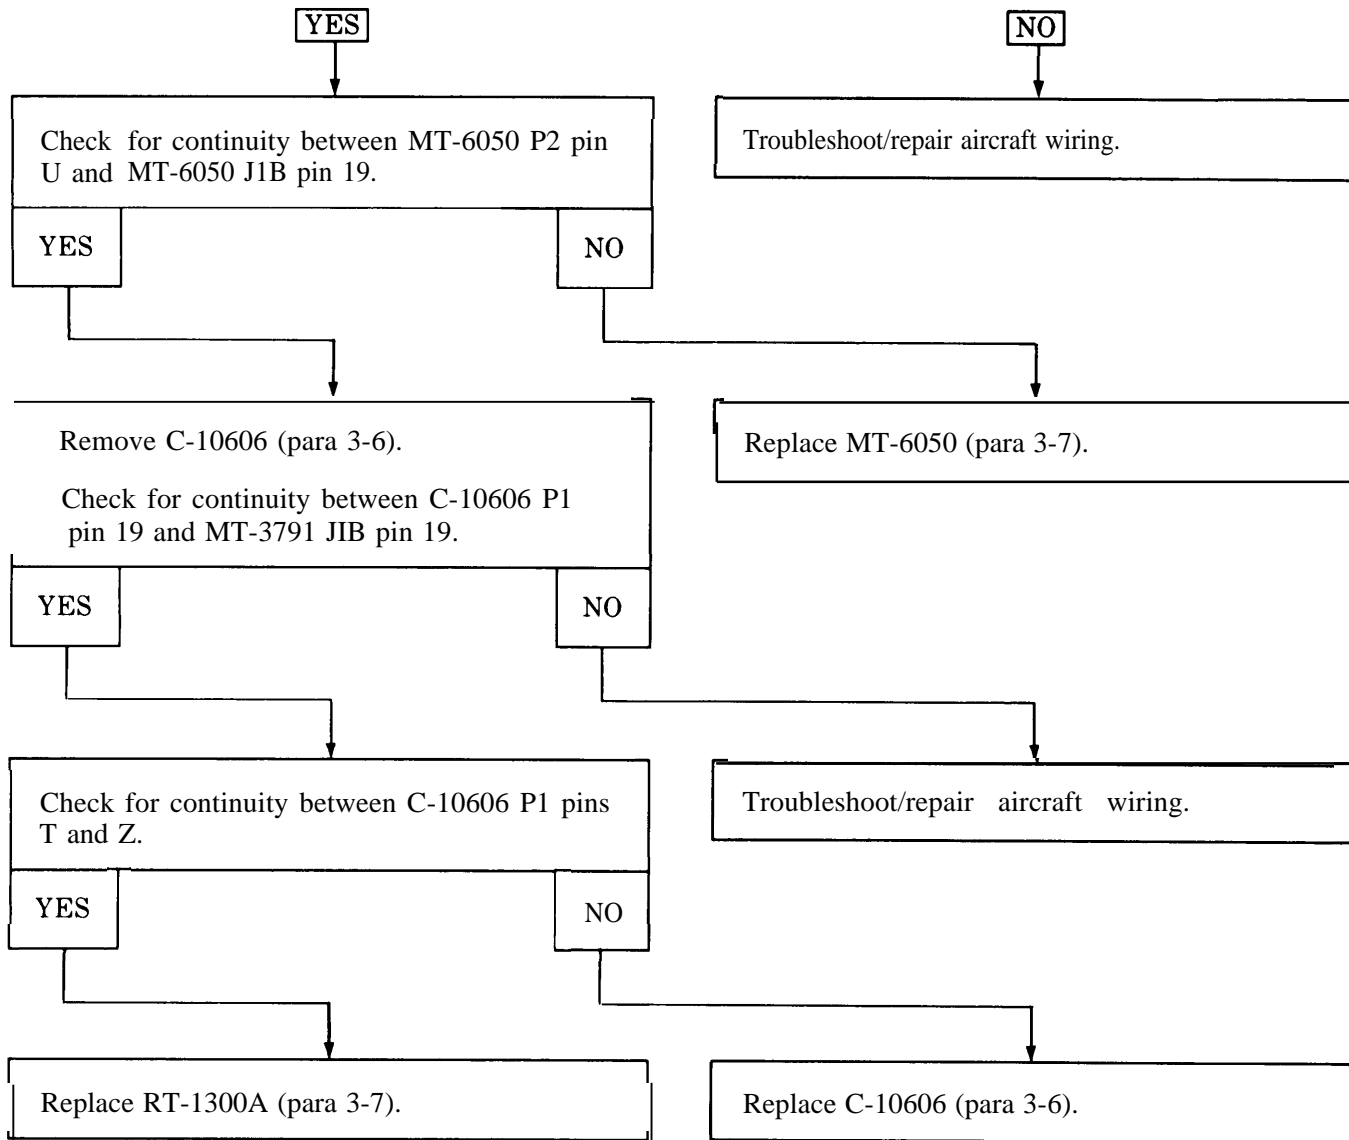 YES
NO
Check for continuity between MT-6050 P2 pin
U and MT-6050 J1B pin 19.
Troubleshoot/repair aircraft wiring.
YES
NO
Remove C-10606 (para 3-6).
Check for continuity between C-10606 P1
pin 19 and MT-3791 JIB pin 19.
Replace MT-6050 (para 3-7).
YES
NO
Check for continuity between C-10606 P1 pins
T and Z.
Troubleshoot/repair aircraft wiring.
YES
NO
Replace RT-1300A (para 3-7).
Replace C-10606 (para 3-6).